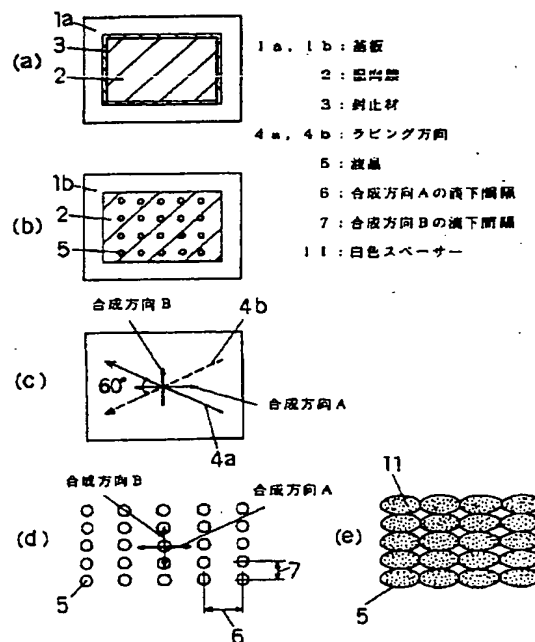 1a
3
(a)
2
1a, 1b:基板
2:配向膜
3:封止材
4a, 4b:ラビング方向
5:液晶
6:合成方向Aの滴下間隔
7:合成方向Bの滴下間隔
11:白色スペーサー
1b
(b)
2
5
合成方向B
4b
(c)
60°
合成方向A
4a
合成方向B
合成方向A
(d)
7
5
6
11
(e)
5